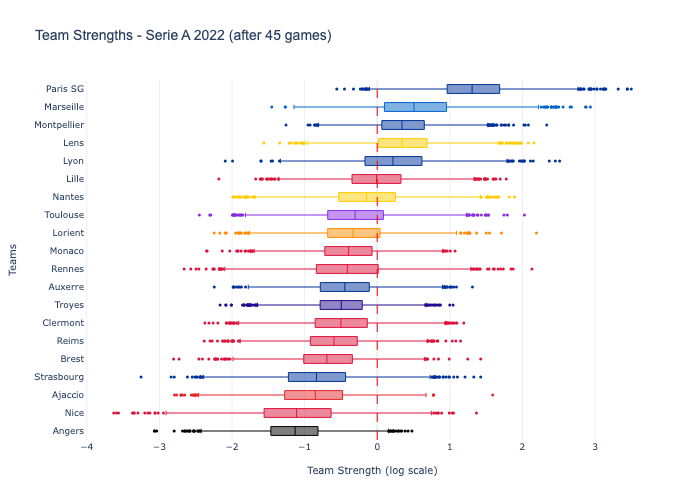 Team Strengths - Serie A 2022 (after 45 games)
Paris SG
Marseille
Montpellier
Lens
Lyon
Lille
Nantes
Toulouse
Lorient
Monaco
Rennes
Auxerre
Troyes
Clermont
Reims
Brest
Strasbourg
Ajaccio
Nice
Angers
Teams
−4 −3 −2 −1 0 1 2 3
Team Strength (log scale)